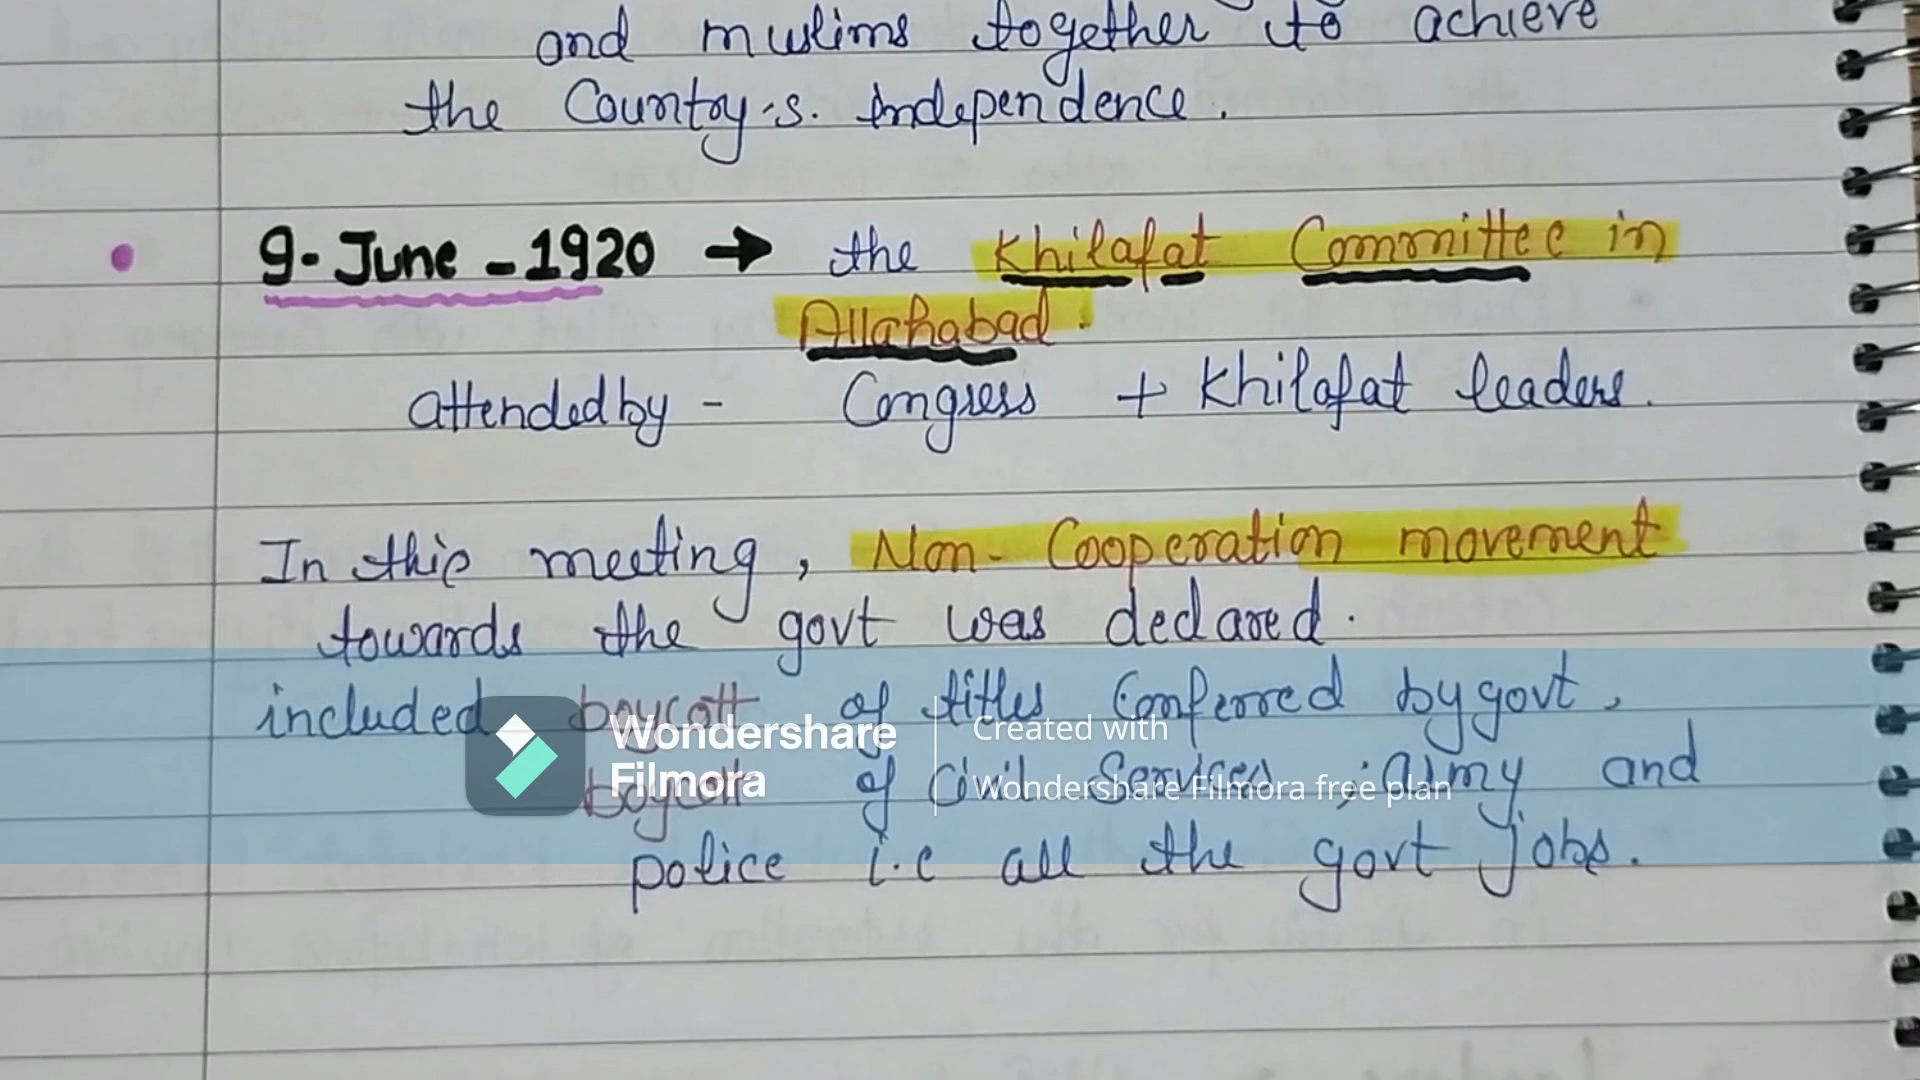 and muslims together to achieve
the Country's. independence.
9. June - 1920 → the Khilafat Committee in
Allahabad.
attended by - Congress + Khilafat leaders.
In this meeting, Non-Cooperation movement
towards the govt was declared.
included boycott of titles Conferred by govt,
boycott of Civil Services, army and
police i.e all the govt jobs.
Wondershare
Filmora
Created with
Wondershare Filmora free plan